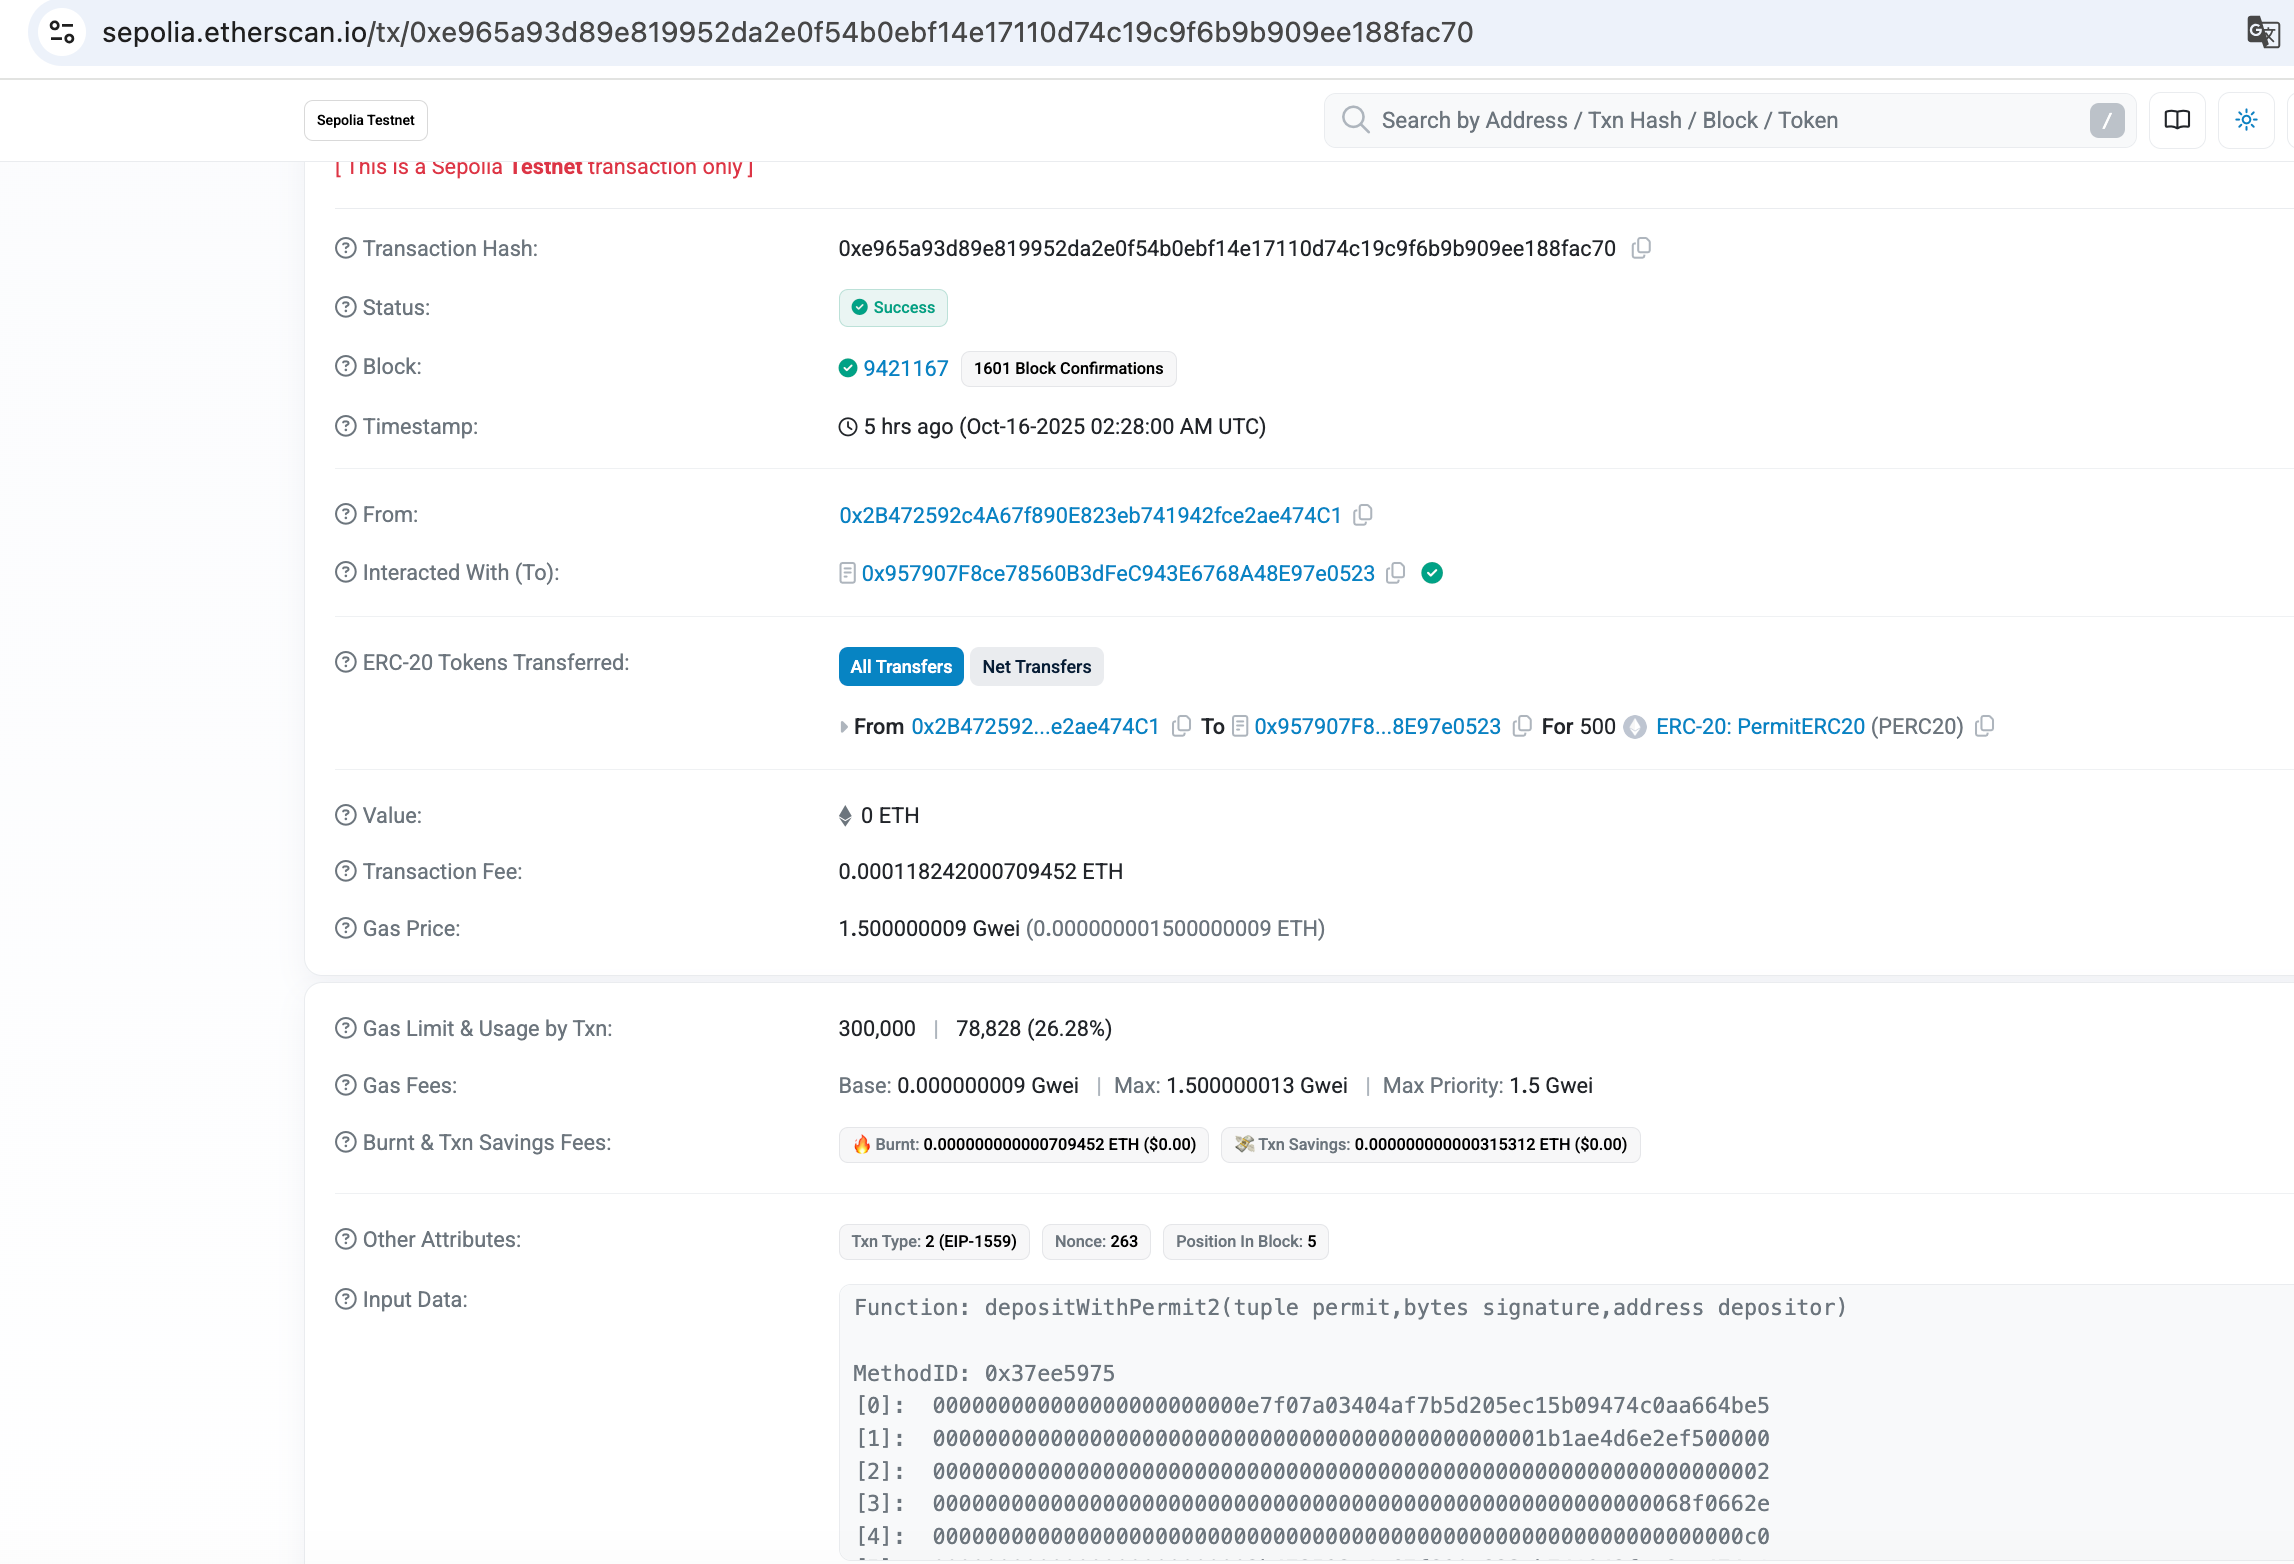 sepolia.etherscan.io/tx/0xe965a93d89e819952da2e0f54b0ebf14e17110d74c19c9f6b9b909ee188fac70
Sepolia Testnet
Search by Address / Txn Hash / Block / Token
/
[ This is a Sepolia Testnet transaction only ]
Transaction Hash: 0xe965a93d89e819952da2e0f54b0ebf14e17110d74c19c9f6b9b909ee188fac70
Status: Success
Block: 9421167 1601 Block Confirmations
Timestamp: 5 hrs ago (Oct-16-2025 02:28:00 AM UTC)
From: 0x2B472592c4A67f890E823eb741942fce2ae474C1
Interacted With (To): 0x957907F8ce78560B3dFeC943E6768A48E97e0523
ERC-20 Tokens Transferred: All Transfers Net Transfers
From 0x2B472592...e2ae474C1 To 0x957907F8...8E97e0523 For 500 ERC-20: PermitERC20 (PERC20)
Value: 0 ETH
Transaction Fee: 0.000118242000709452 ETH
Gas Price: 1.500000009 Gwei (0.000000001500000009 ETH)
Gas Limit & Usage by Txn: 300,000 | 78,828 (26.28%)
Gas Fees: Base: 0.000000009 Gwei | Max: 1.500000013 Gwei | Max Priority: 1.5 Gwei
Burnt & Txn Savings Fees: Burnt: 0.000000000000709452 ETH ($0.00) Txn Savings: 0.000000000000315312 ETH ($0.00)
Other Attributes: Txn Type: 2 (EIP-1559) Nonce: 263 Position In Block: 5
Input Data: Function: depositWithPermit2(tuple permit,bytes signature,address depositor)
MethodID: 0x37ee5975
[0]: 000000000000000000000000e7f07a03404af7b5d205ec15b09474c0aa664be5
[1]: 00000000000000000000000000000000000000000000001b1ae4d6e2ef500000
[2]: 0000000000000000000000000000000000000000000000000000000000000002
[3]: 0000000000000000000000000000000000000000000000000000000068f0662e
[4]: 00000000000000000000000000000000000000000000000000000000000000c0